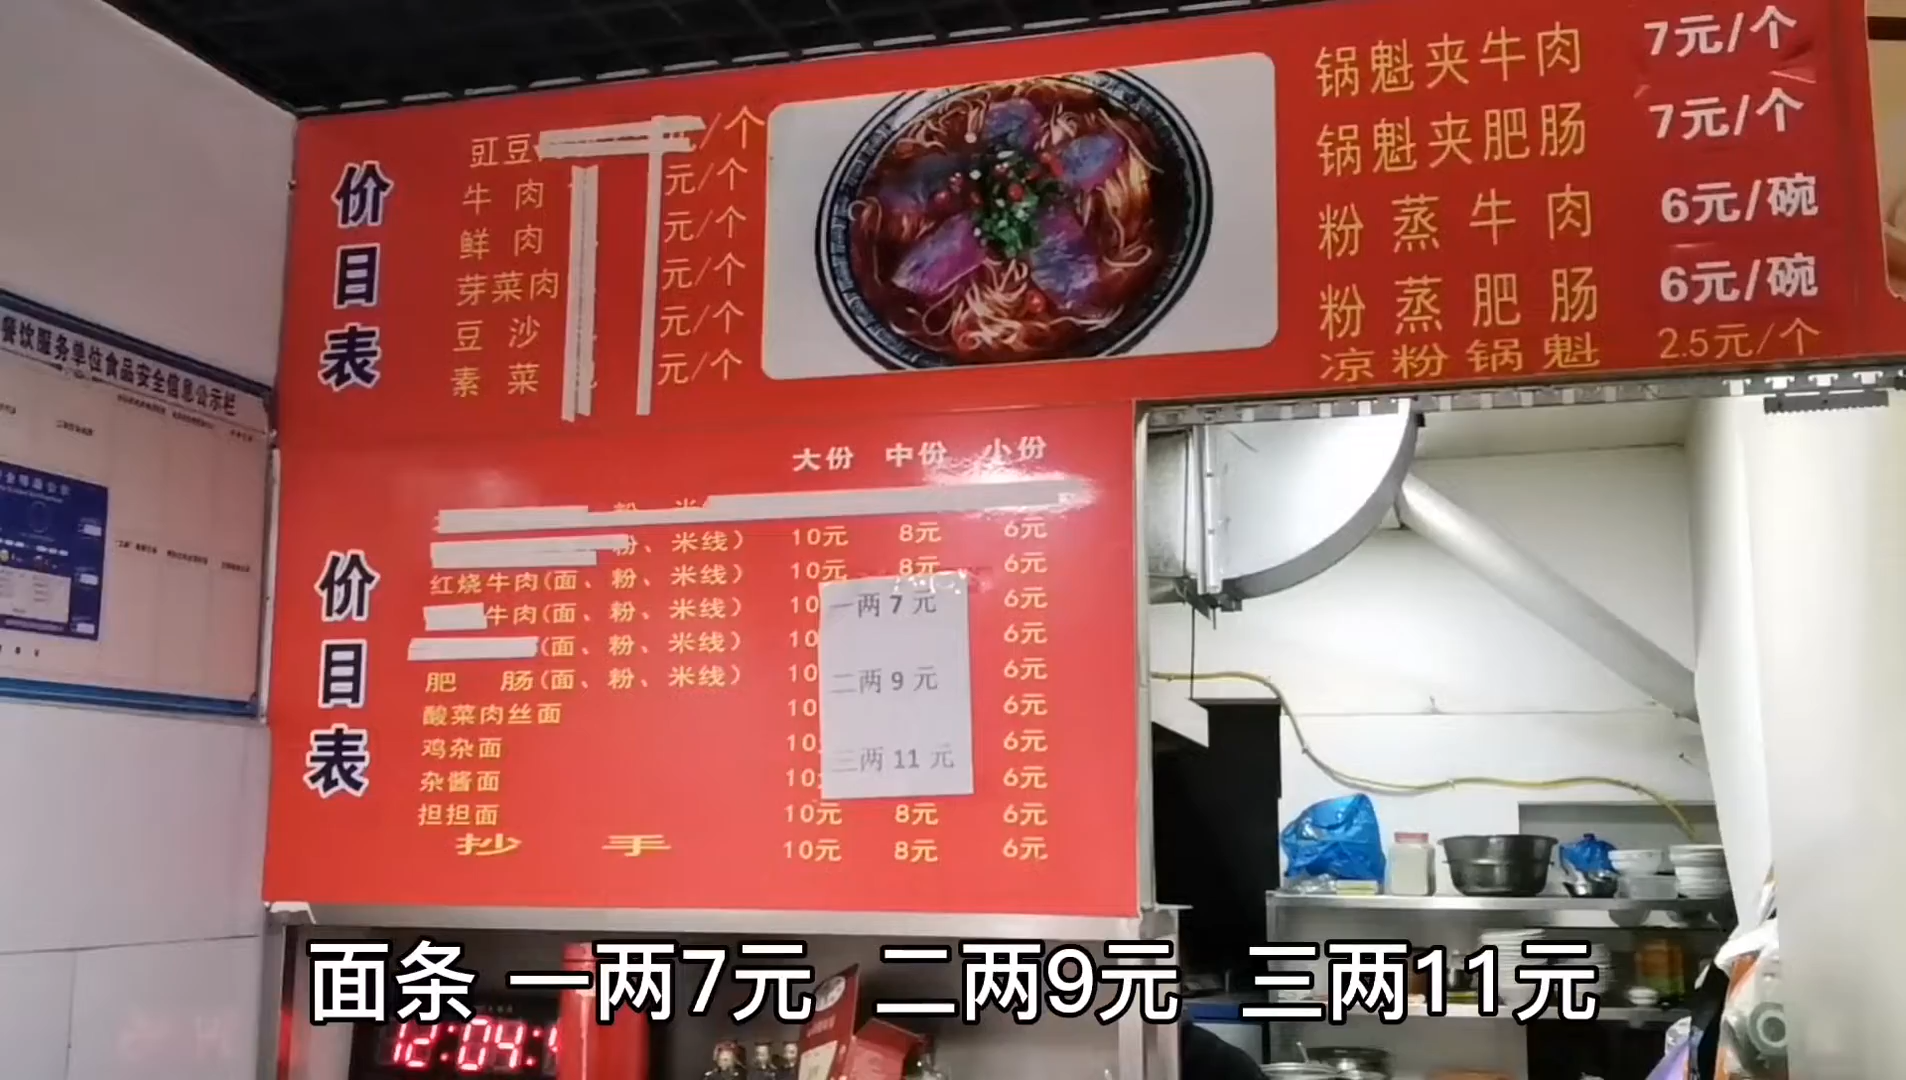 价目表
豇豆 元/个
牛肉 元/个
鲜肉 元/个
芽菜肉 元/个
豆沙 元/个
素菜 元/个
锅魁夹牛肉 7元/个
锅魁夹肥肠 7元/个
粉蒸牛肉 6元/碗
粉蒸肥肠 6元/碗
凉粉锅魁 2.5元/个
餐饮服务单位食品安全信息公示栏
价目表
大份 中份 小份
粉、米线） 10元 8元 6元
红烧牛肉(面、粉、米线） 10元 8元 6元
牛肉(面、粉、米线） 10 6元
(面、粉、米线） 10 6元
肥肠(面、粉、米线） 10 6元
酸菜肉丝面 10 6元
鸡杂面 10 6元
杂酱面 10 6元
担担面 10元 8元 6元
抄手 10元 8元 6元
一两7元
二两9元
三两11元
面条 一两7元 二两9元 三两11元
12:04